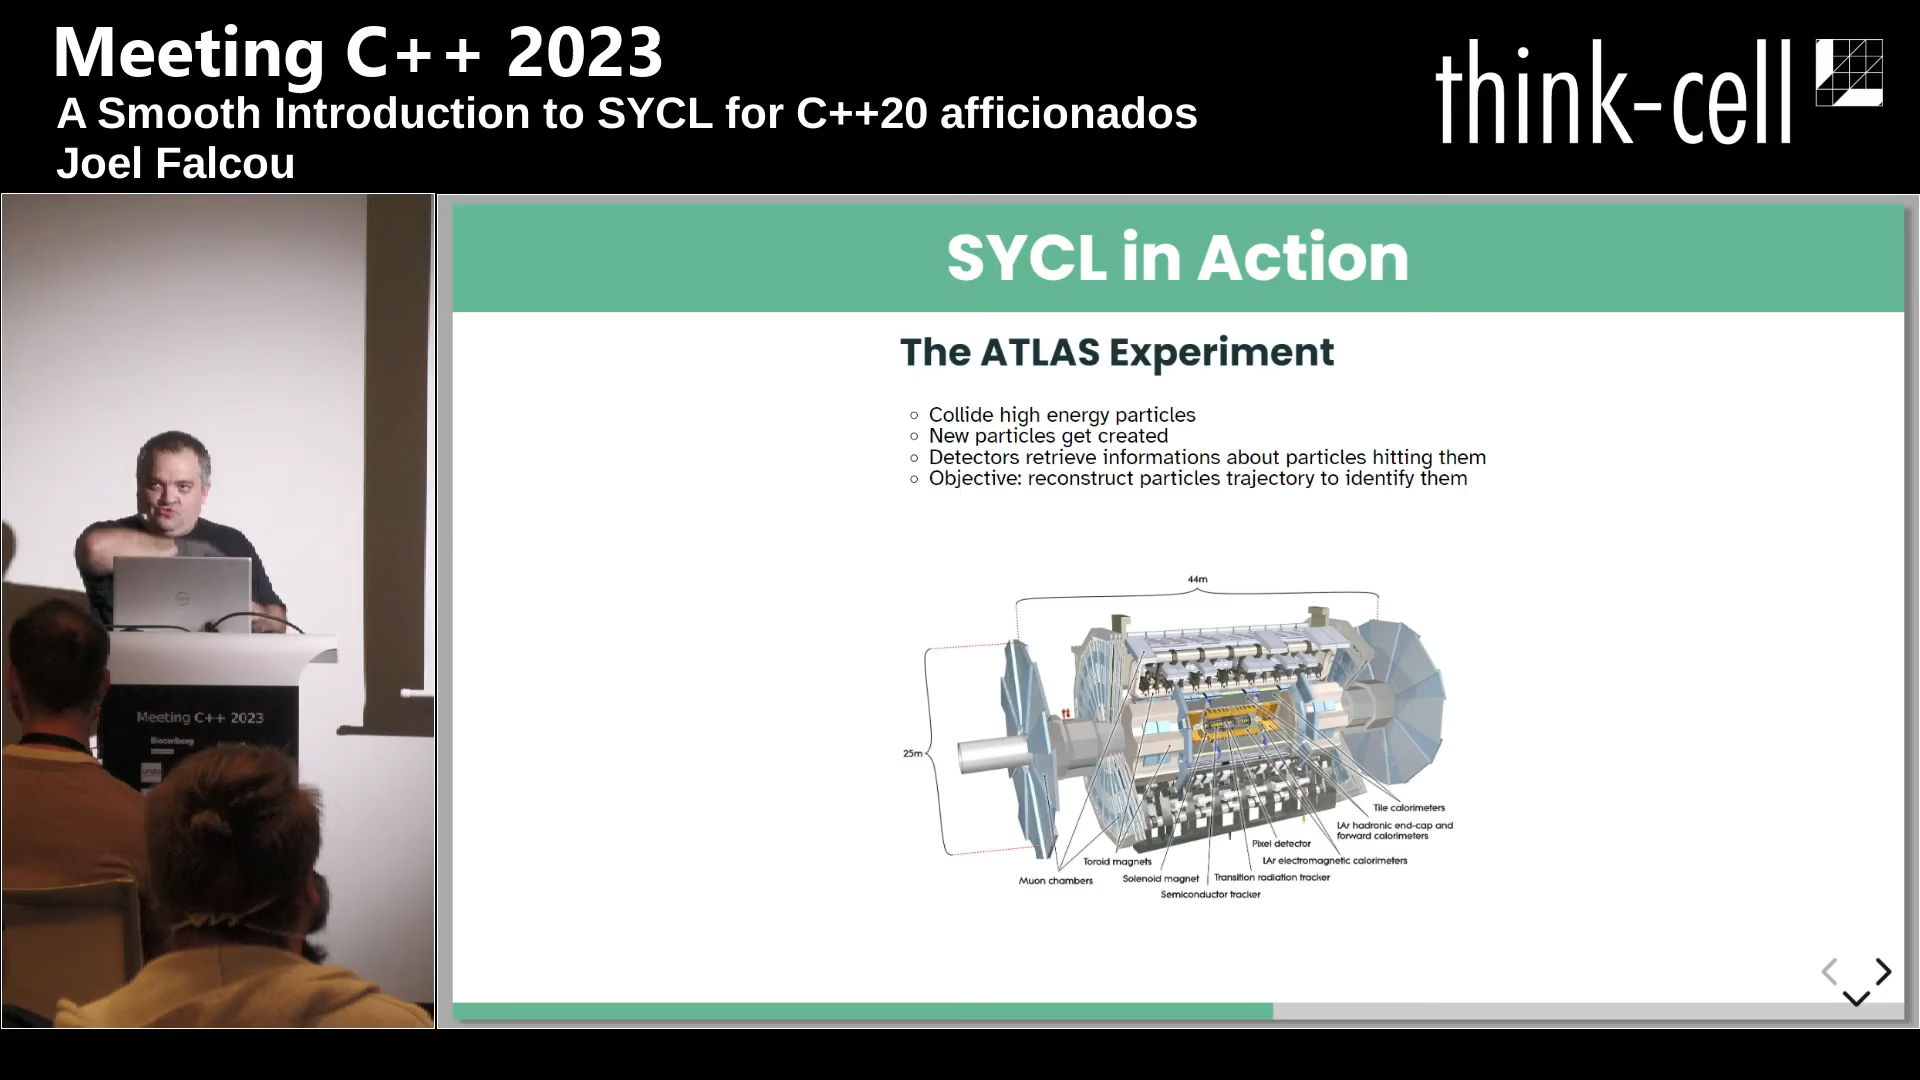 Meeting C++ 2023
A Smooth Introduction to SYCL for C++20 afficionados
Joel Falcou
think-cell
SYCL in Action
The ATLAS Experiment
Collide high energy particles
New particles get created
Detectors retrieve informations about particles hitting them
Objective: reconstruct particles trajectory to identify them
44m
25m
Tile calorimeters
LAr hadronic end-cap and
forward calorimeters
Pixel detector
LAr electromagnetic calorimeters
Toroid magnets
Muon chambers
Solenoid magnet
Transition radiation tracker
Semiconductor tracker
Meeting C++ 2023
Bloomberg